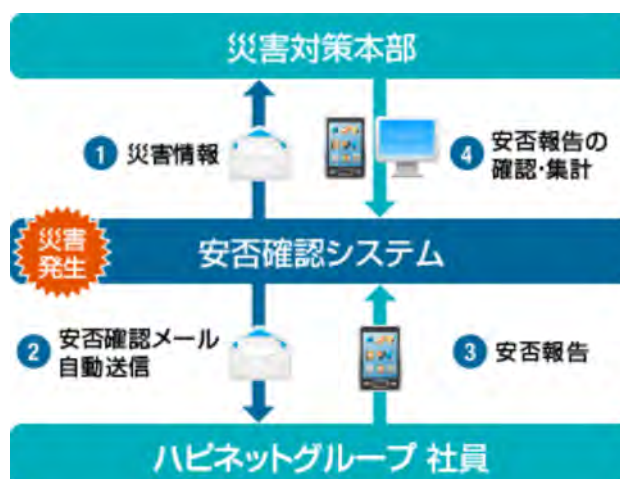 災害対策本部
1 災害情報
4 安否報告の
確認・集計
災害
発生
安否確認システム
2 安否確認メール
自動送信
3 安否報告
ハピネットグループ 社員